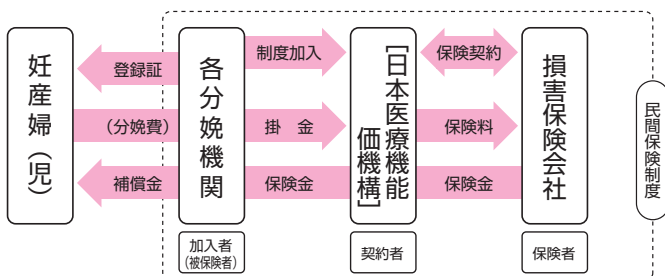 妊産婦(児)
登録証
(分娩費)
補償金
各分娩機関
加入者
(被保険者)
制度加入
掛　金
保険金
[日本医療機能
価機構]
契約者
保険契約
保険料
保険金
損害保険会社
保険者
民間保険制度